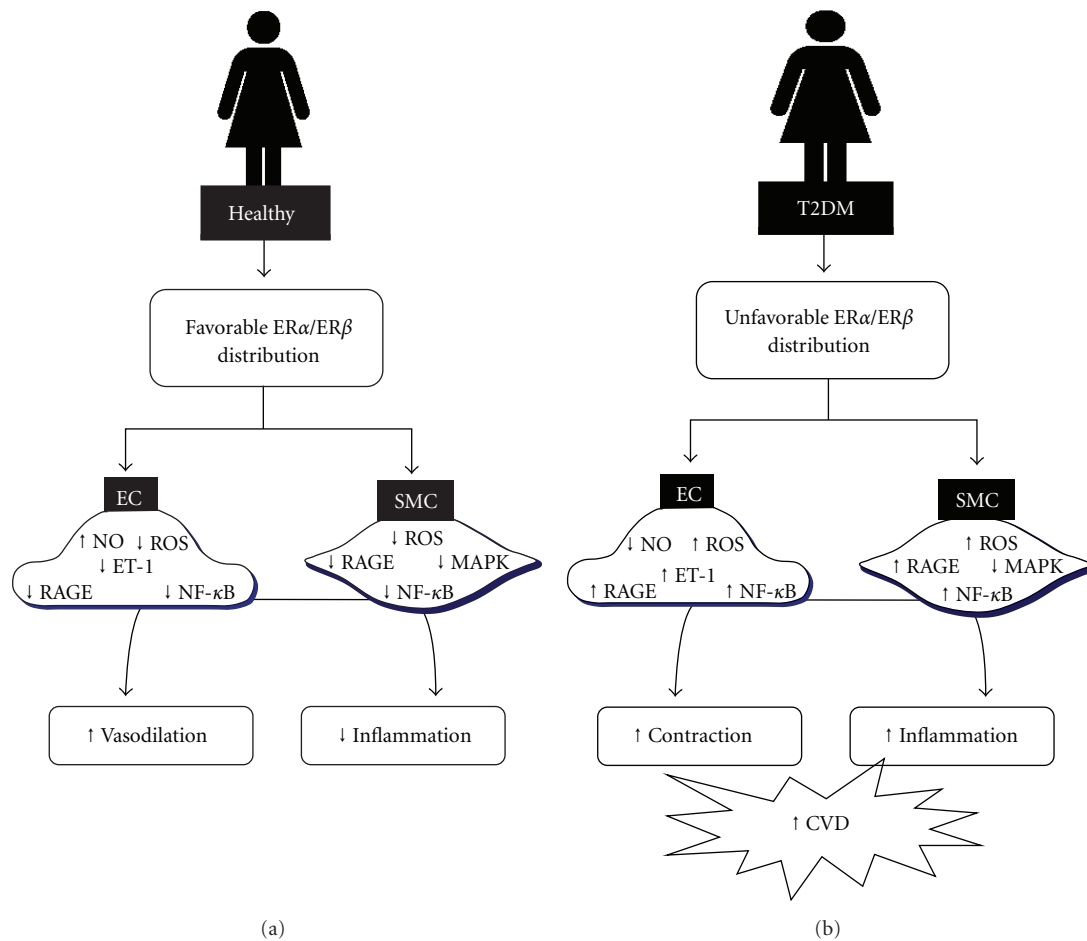 Healthy
Favorable ERα/ERβ
distribution
EC
↑ NO ↓ ROS
↓ ET-1
↓ RAGE ↓ NF-κB
SMC
↓ ROS
↓ RAGE ↓ MAPK
↓ NF-κB
↑ Vasodilation
↓ Inflammation
(a)
T2DM
Unfavorable ERα/ERβ
distribution
EC
↓ NO ↑ ROS
↑ ET-1
↑ RAGE ↑ NF-κB
SMC
↑ ROS
↑ RAGE ↓ MAPK
↑ NF-κB
↑ Contraction
↑ Inflammation
↑ CVD
(b)